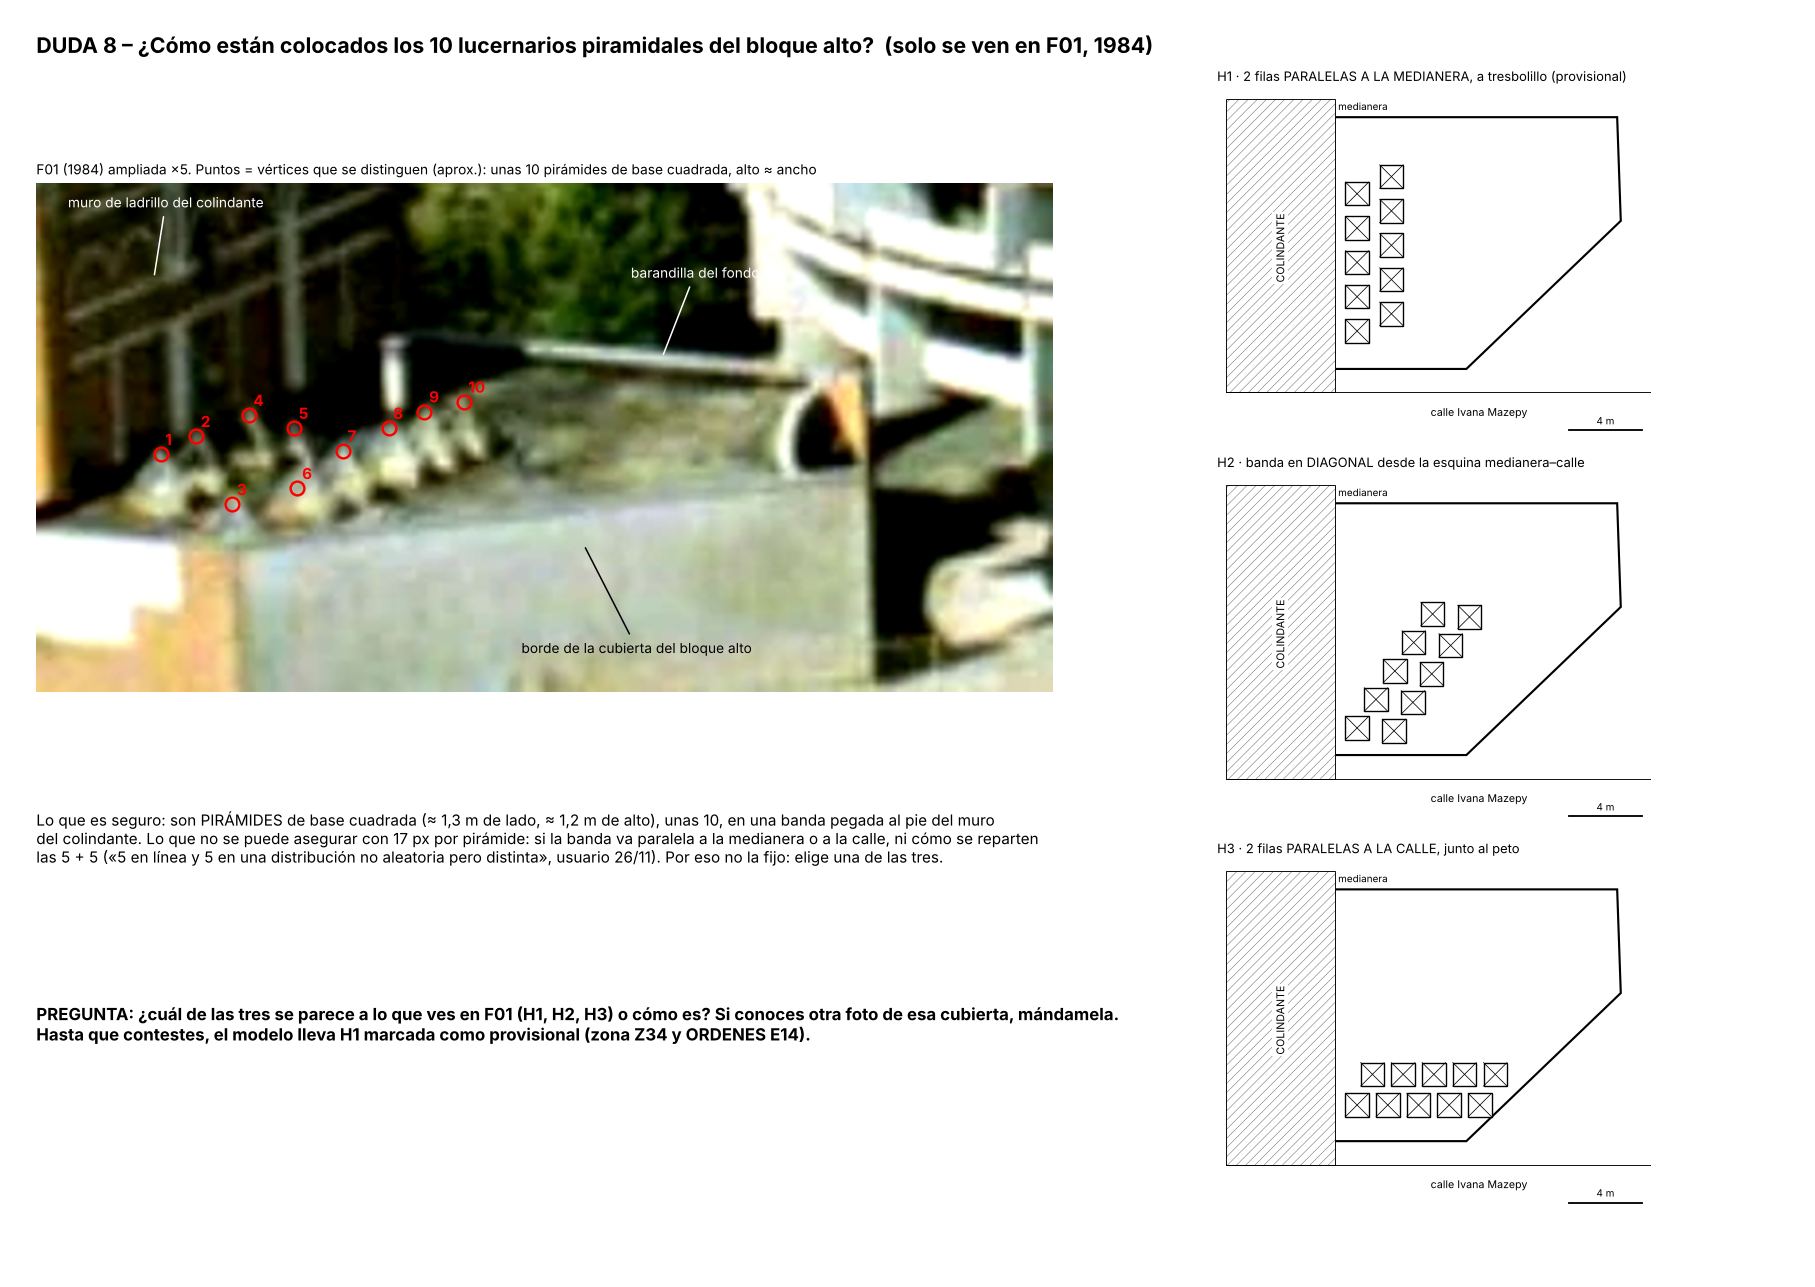 DUDA 8 – ¿Cómo están colocados los 10 lucernarios piramidales del bloque alto?  (solo se ven en F01, 1984)
F01 (1984) ampliada ×5. Puntos = vértices que se distinguen (aprox.): unas 10 pirámides de base cuadrada, alto ≈ ancho
muro de ladrillo del colindante
barandilla del fondo
1
2
3
4
5
6
7
8
9
10
borde de la cubierta del bloque alto
Lo que es seguro: son PIRÁMIDES de base cuadrada (≈ 1,3 m de lado, ≈ 1,2 m de alto), unas 10, en una banda pegada al pie del muro
del colindante. Lo que no se puede asegurar con 17 px por pirámide: si la banda va paralela a la medianera o a la calle, ni cómo se reparten
las 5 + 5 («5 en línea y 5 en una distribución no aleatoria pero distinta», usuario 26/11). Por eso no la fijo: elige una de las tres.
PREGUNTA: ¿cuál de las tres se parece a lo que ves en F01 (H1, H2, H3) o cómo es? Si conoces otra foto de esa cubierta, mándamela.
Hasta que contestes, el modelo lleva H1 marcada como provisional (zona Z34 y ORDENES E14).
H1 · 2 filas PARALELAS A LA MEDIANERA, a tresbolillo (provisional)
medianera
COLINDANTE
calle Ivana Mazepy
4 m
H2 · banda en DIAGONAL desde la esquina medianera–calle
medianera
COLINDANTE
calle Ivana Mazepy
4 m
H3 · 2 filas PARALELAS A LA CALLE, junto al peto
medianera
COLINDANTE
calle Ivana Mazepy
4 m